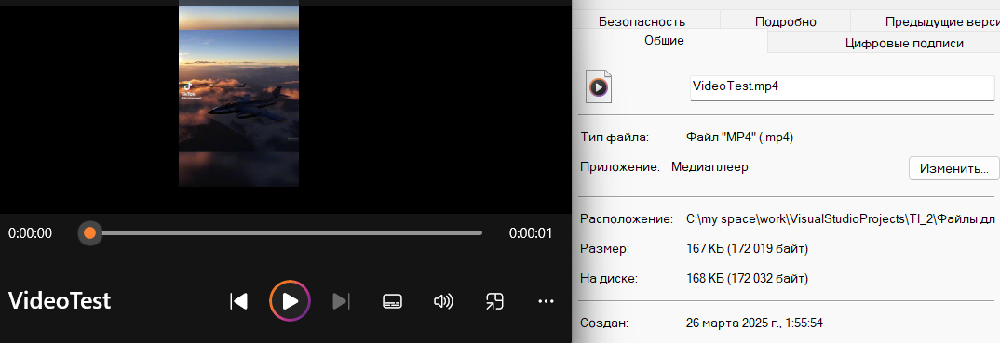 TikTok
0:00:00
0:00:01
VideoTest
Безопасность
Подробно
Предыдущие верси
Общие
Цифровые подписи
VideoTest.mp4
Тип файла:
Файл "MP4" (.mp4)
Приложение:
Медиаплеер
Изменить...
Расположение:
C:\my space\work\VisualStudioProjects\TI_2\Файлы дл
Размер:
167 КБ (172 019 байт)
На диске:
168 КБ (172 032 байт)
Создан:
26 марта 2025 г., 1:55:54